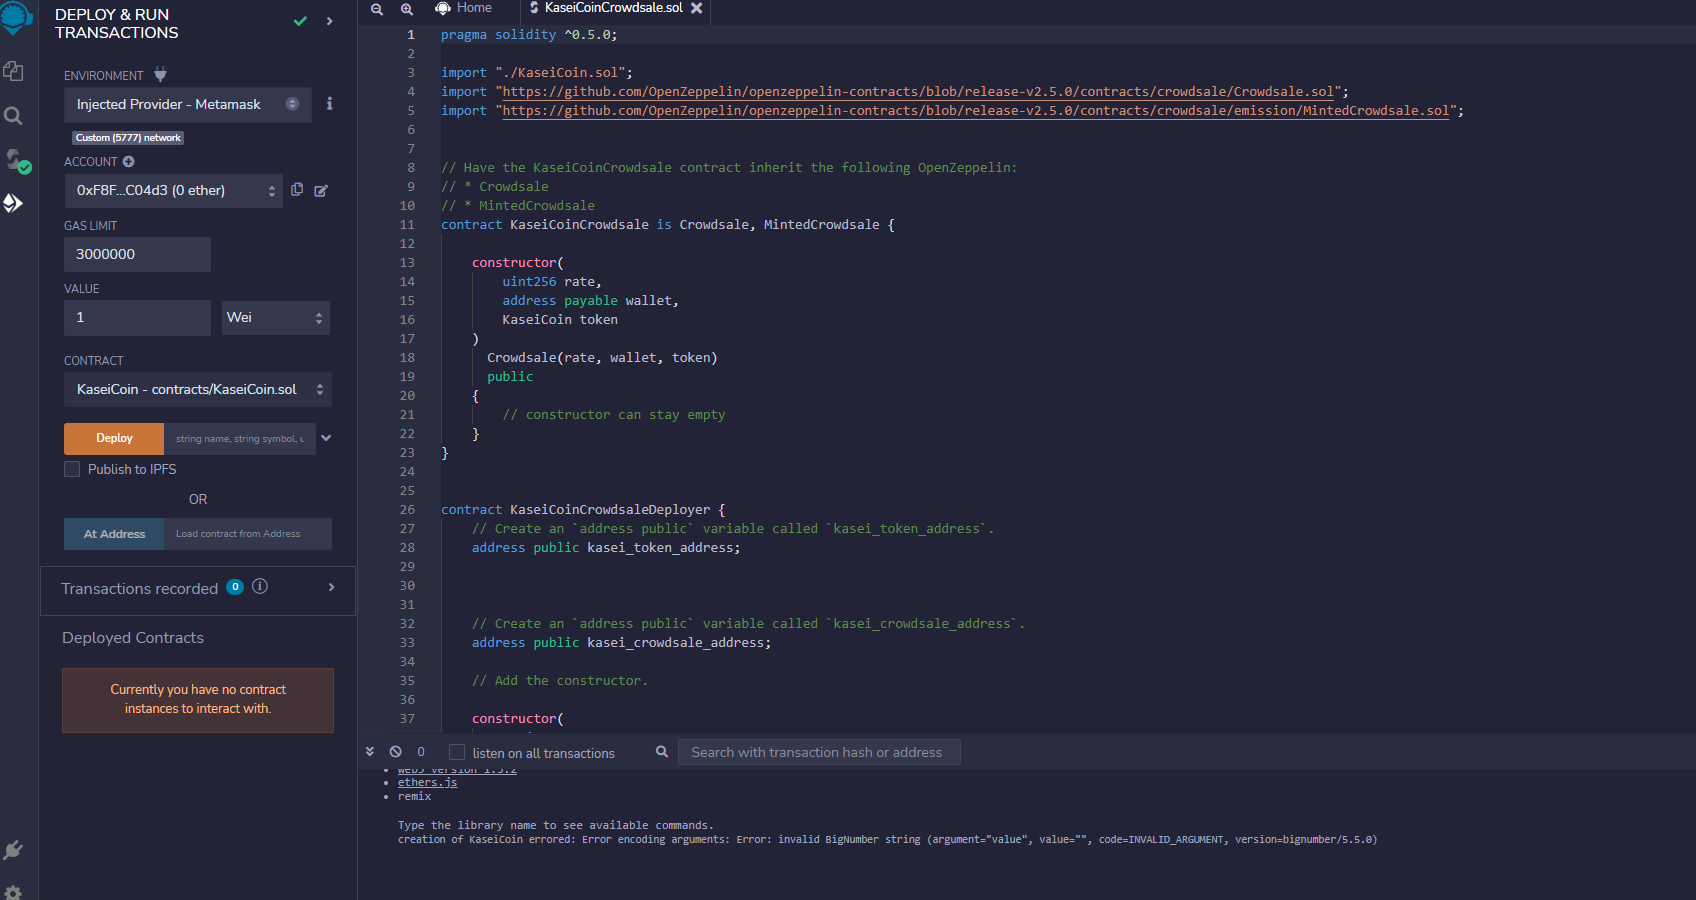 DEPLOY & RUN
TRANSACTIONS
ENVIRONMENT
Injected Provider - Metamask
Custom (5777) network
ACCOUNT
0xF8F...C04d3 (0 ether)
GAS LIMIT
3000000
VALUE
1
Wei
CONTRACT
KaseiCoin - contracts/KaseiCoin.sol
Deploy
string name, string symbol, u
Publish to IPFS
OR
At Address
Load contract from Address
Transactions recorded 0
Deployed Contracts
Currently you have no contract
instances to interact with.
Home
KaseiCoinCrowdsale.sol
1 pragma solidity ^0.5.0;
2
3 import "./KaseiCoin.sol";
4 import "https://github.com/OpenZeppelin/openzeppelin-contracts/blob/release-v2.5.0/contracts/crowdsale/Crowdsale.sol";
5 import "https://github.com/OpenZeppelin/openzeppelin-contracts/blob/release-v2.5.0/contracts/crowdsale/emission/MintedCrowdsale.sol";
6
7
8 // Have the KaseiCoinCrowdsale contract inherit the following OpenZeppelin:
9 // * Crowdsale
10 // * MintedCrowdsale
11 contract KaseiCoinCrowdsale is Crowdsale, MintedCrowdsale {
12
13 constructor(
14 uint256 rate,
15 address payable wallet,
16 KaseiCoin token
17 )
18 Crowdsale(rate, wallet, token)
19 public
20 {
21 // constructor can stay empty
22 }
23 }
24
25
26 contract KaseiCoinCrowdsaleDeployer {
27 // Create an `address public` variable called `kasei_token_address`.
28 address public kasei_token_address;
29
30
31
32 // Create an `address public` variable called `kasei_crowdsale_address`.
33 address public kasei_crowdsale_address;
34
35 // Add the constructor.
36
37 constructor(
0
listen on all transactions
Search with transaction hash or address
web3 version 1.5.2
ethers.js
remix
Type the library name to see available commands.
creation of KaseiCoin errored: Error encoding arguments: Error: invalid BigNumber string (argument="value", value="", code=INVALID_ARGUMENT, version=bignumber/5.5.0)